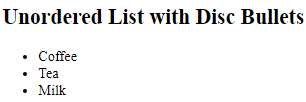 Unordered List with Disc Bullets
• Coffee
• Tea
• Milk